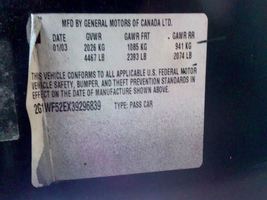 MFD BY GENERAL MOTORS OF CANADA LTD.
DATE GVWR GAWR FRT GAWR RR
01/03 2026 KG 1085 KG 941 KG
4467 LB 2393 LB 2074 LB
THIS VEHICLE CONFORMS TO ALL APPLICABLE U.S. FEDERAL MOTOR
VEHICLE SAFETY, BUMPER, AND THEFT PREVENTION STANDARDS IN
EFFECT ON THE DATE OF MANUFACTURE SHOWN ABOVE.
2G1WF52EX39296839 TYPE: PASS CAR